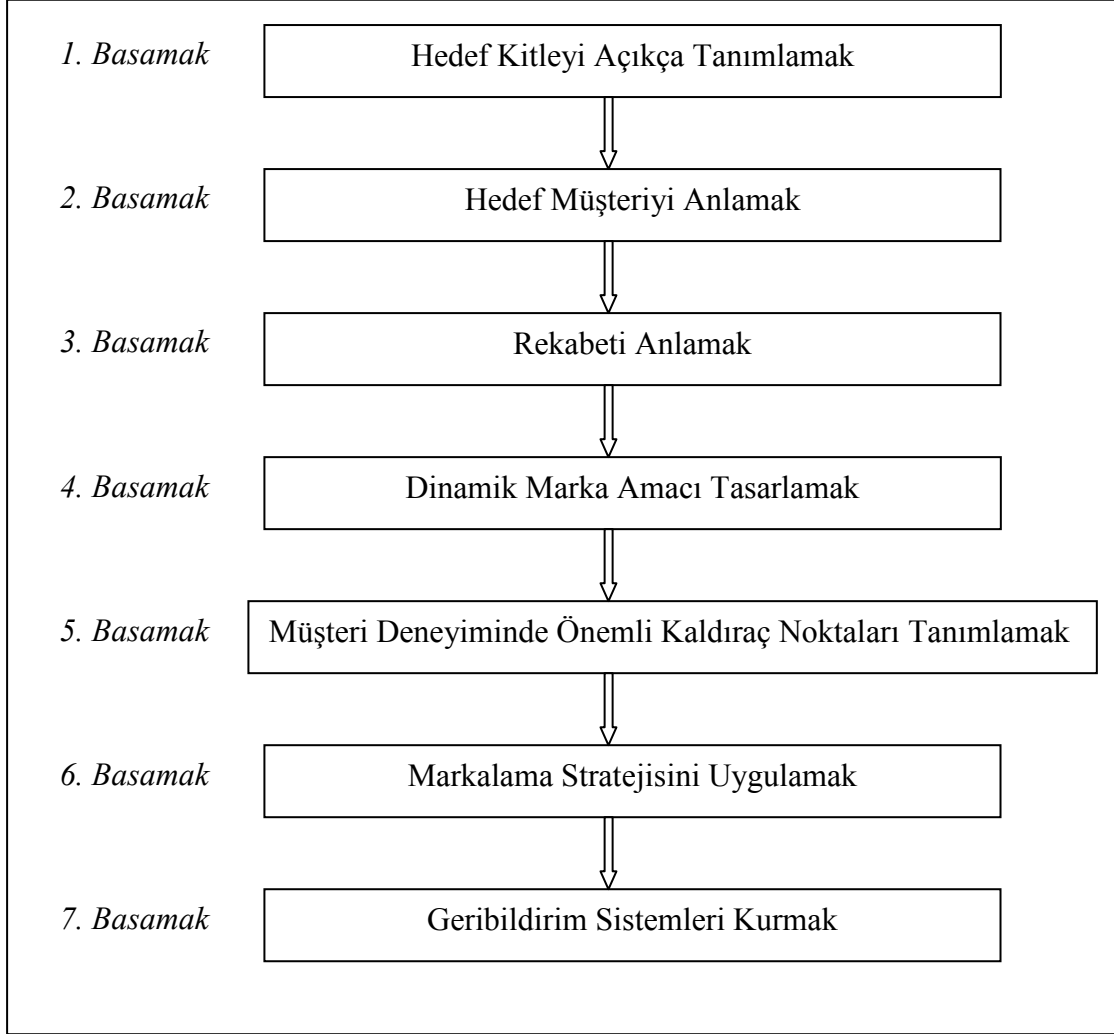 1. Basamak Hedef Kitleyi Açıkça Tanımlamak
2. Basamak Hedef Müşteriyi Anlamak
3. Basamak Rekabeti Anlamak
4. Basamak Dinamik Marka Amacı Tasarlamak
5. Basamak Müşteri Deneyiminde Önemli Kaldıraç Noktaları Tanımlamak
6. Basamak Markalama Stratejisini Uygulamak
7. Basamak Geribildirim Sistemleri Kurmak